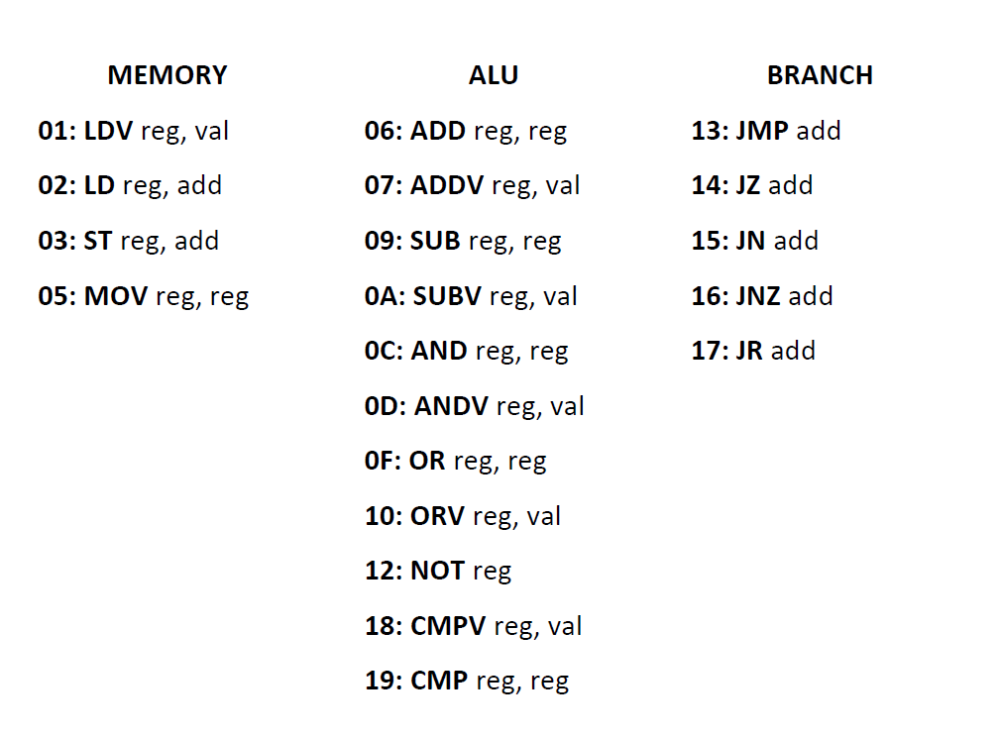 MEMORY
01: LDV reg, val
02: LD reg, add
03: ST reg, add
05: MOV reg, reg
ALU
06: ADD reg, reg
07: ADDV reg, val
09: SUB reg, reg
0A: SUBV reg, val
0C: AND reg, reg
0D: ANDV reg, val
0F: OR reg, reg
10: ORV reg, val
12: NOT reg
18: CMPV reg, val
19: CMP reg, reg
BRANCH
13: JMP add
14: JZ add
15: JN add
16: JNZ add
17: JR add